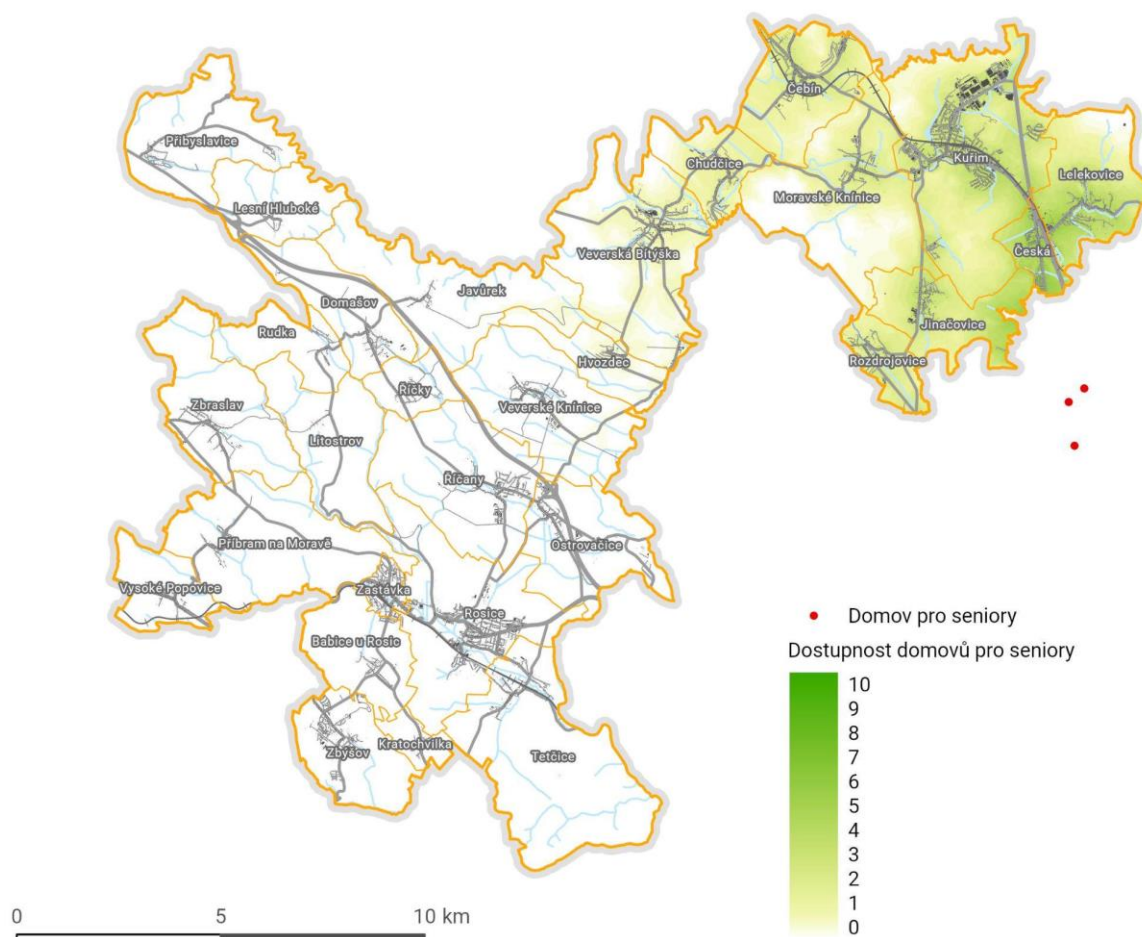 Čebín
Přibyslavice
Kuřim
Chudčice
Lelekovice
Moravské Knínice
Lesní Hluboké
Česká
Veverská Bítýška
Javůrek
Domašov
Jinačovice
Rudka
Hvozdec
Rozdrojovice
Říčky
Zbraslav
Veverské Knínice
Litostrov
Říčany
Příbram na Moravě
Ostrovačice
Vysoké Popovice
Zastávka
Rosice
Babice u Rosic
Kratochvilka
Zbýšov
Tetčice
Domov pro seniory
Dostupnost domovů pro seniory
10
9
8
7
6
5
4
3
2
1
0
0 5 10 km